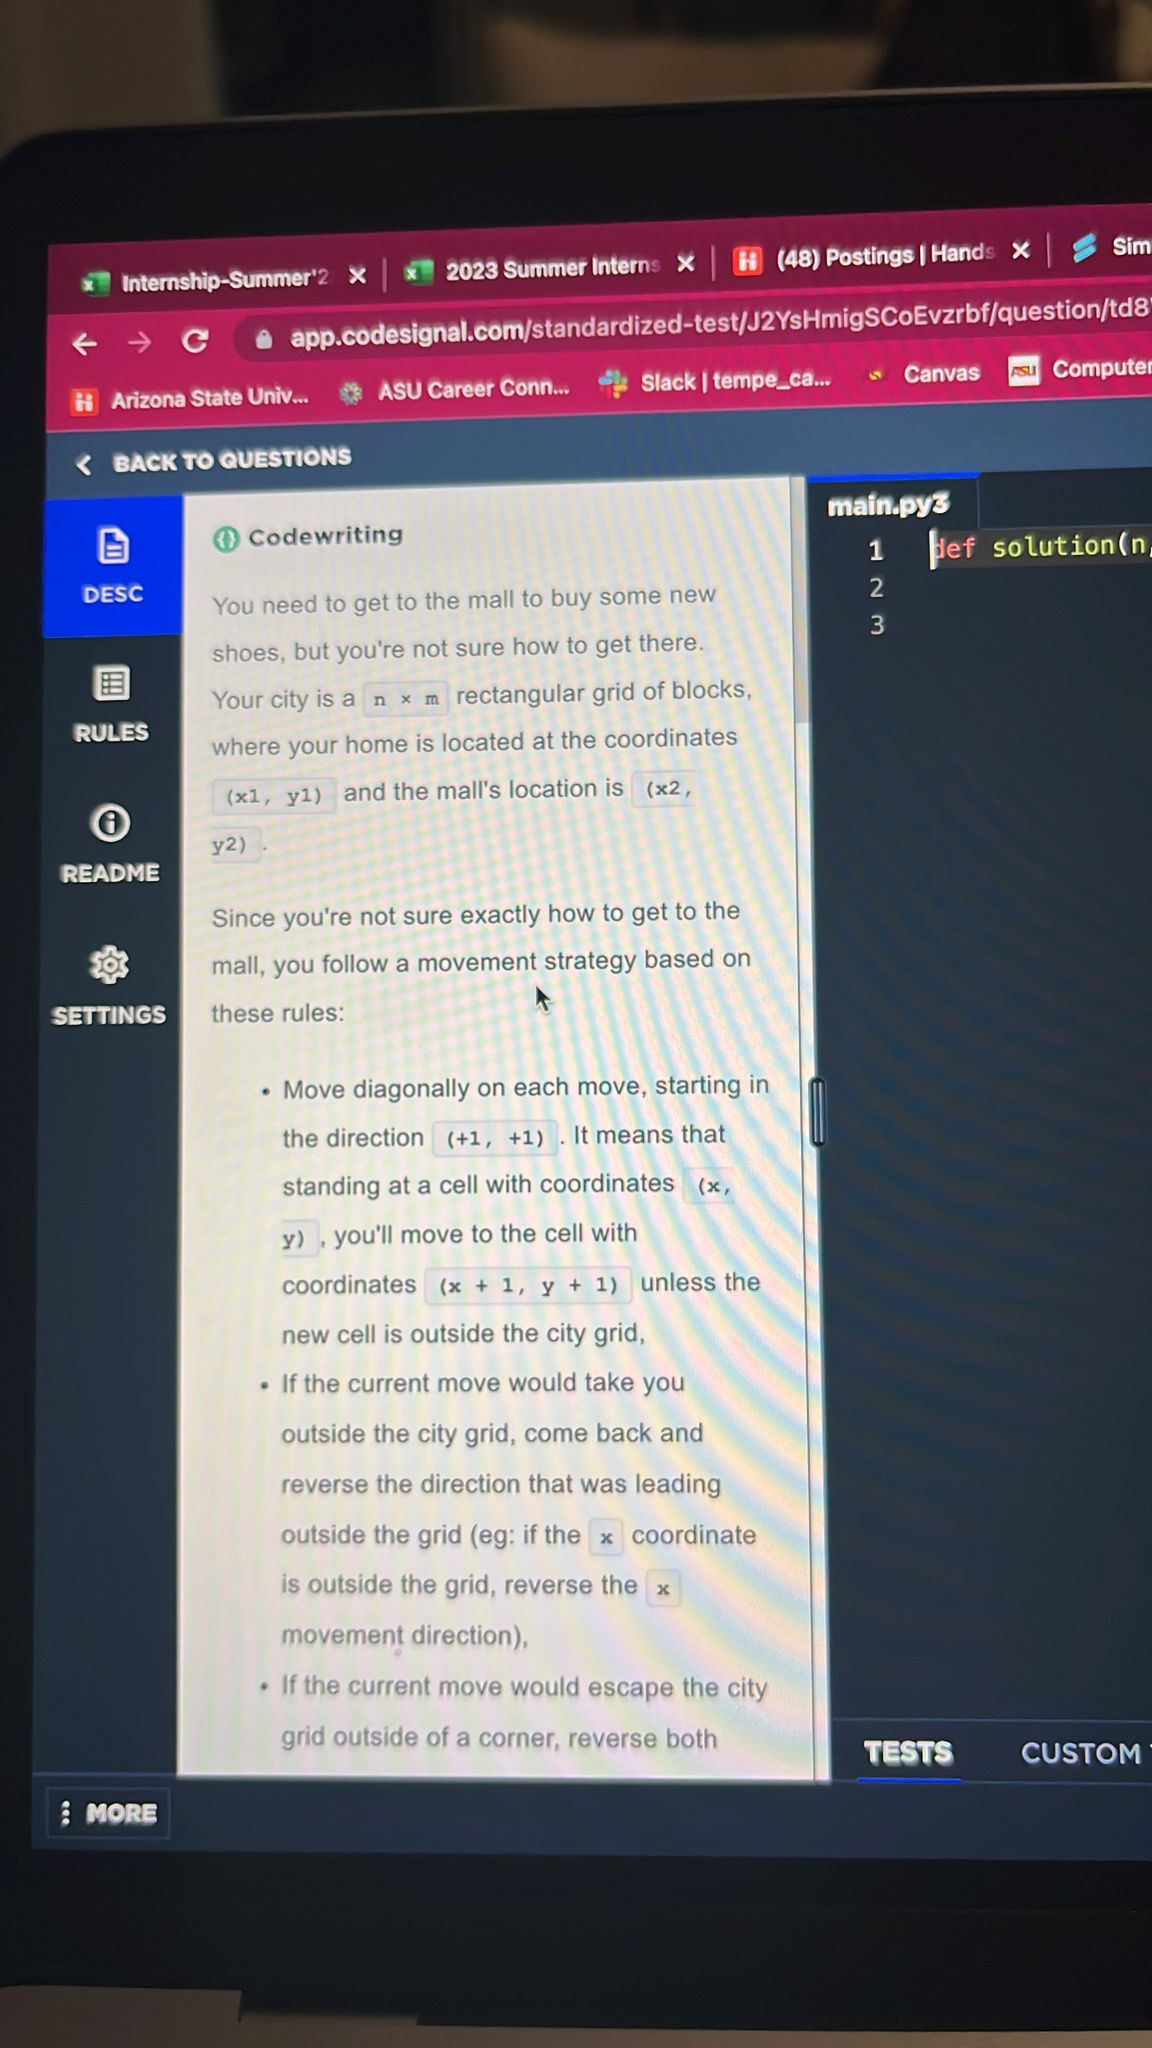 Internship-Summer'2
2023 Summer Interns
(48) Postings | Hands
Sim
app.codesignal.com/standardized-test/J2YsHmigSCoEvzrbf/question/td8
Arizona State Univ...
ASU Career Conn...
Slack | tempe_ca...
Canvas
ASU
Computer
BACK TO QUESTIONS
DESC
RULES
README
SETTINGS
Codewriting
You need to get to the mall to buy some new
shoes, but you're not sure how to get there.
Your city is a n × m rectangular grid of blocks,
where your home is located at the coordinates
(x1, y1) and the mall's location is (x2,
y2) .
Since you're not sure exactly how to get to the
mall, you follow a movement strategy based on
these rules:
• Move diagonally on each move, starting in
the direction (+1, +1) . It means that
standing at a cell with coordinates (x,
y) , you'll move to the cell with
coordinates (x + 1, y + 1) unless the
new cell is outside the city grid,
• If the current move would take you
outside the city grid, come back and
reverse the direction that was leading
outside the grid (eg: if the x coordinate
is outside the grid, reverse the x
movement direction),
• If the current move would escape the city
grid outside of a corner, reverse both
main.py3
1 def solution(n,
2
3
TESTS
CUSTOM
MORE